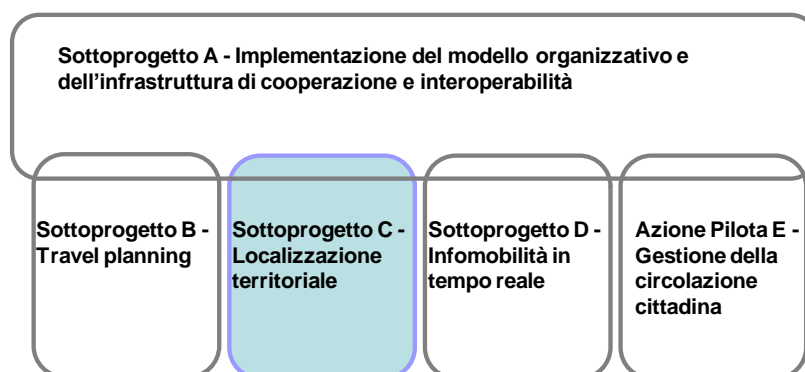 Sottoprogetto A - Implementazione del modello organizzativo e
dell’infrastruttura di cooperazione e interoperabilità
Sottoprogetto B -
Travel planning
Sottoprogetto C -
Localizzazione
territoriale
Sottoprogetto D -
Infomobilità in
tempo reale
Azione Pilota E -
Gestione della
circolazione
cittadina